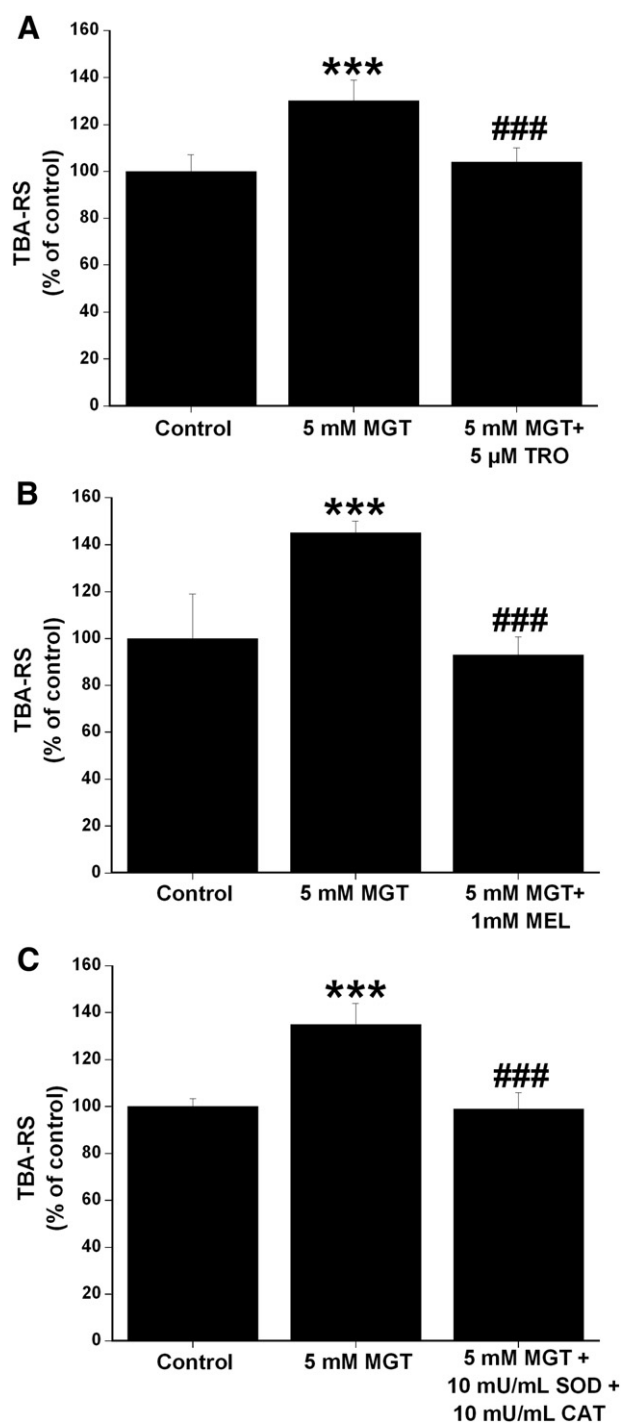 A
160
140
120
100
80
60
40
20
0
TBA-RS
(% of control)
***
###
Control
5 mM MGT
5 mM MGT+
5 µM TRO
B
160
140
120
100
80
60
40
20
0
TBA-RS
(% of control)
***
###
Control
5 mM MGT
5 mM MGT+
1mM MEL
C
160
140
120
100
80
60
40
20
0
TBA-RS
(% of control)
***
###
Control
5 mM MGT
5 mM MGT +
10 mU/mL SOD +
10 mU/mL CAT